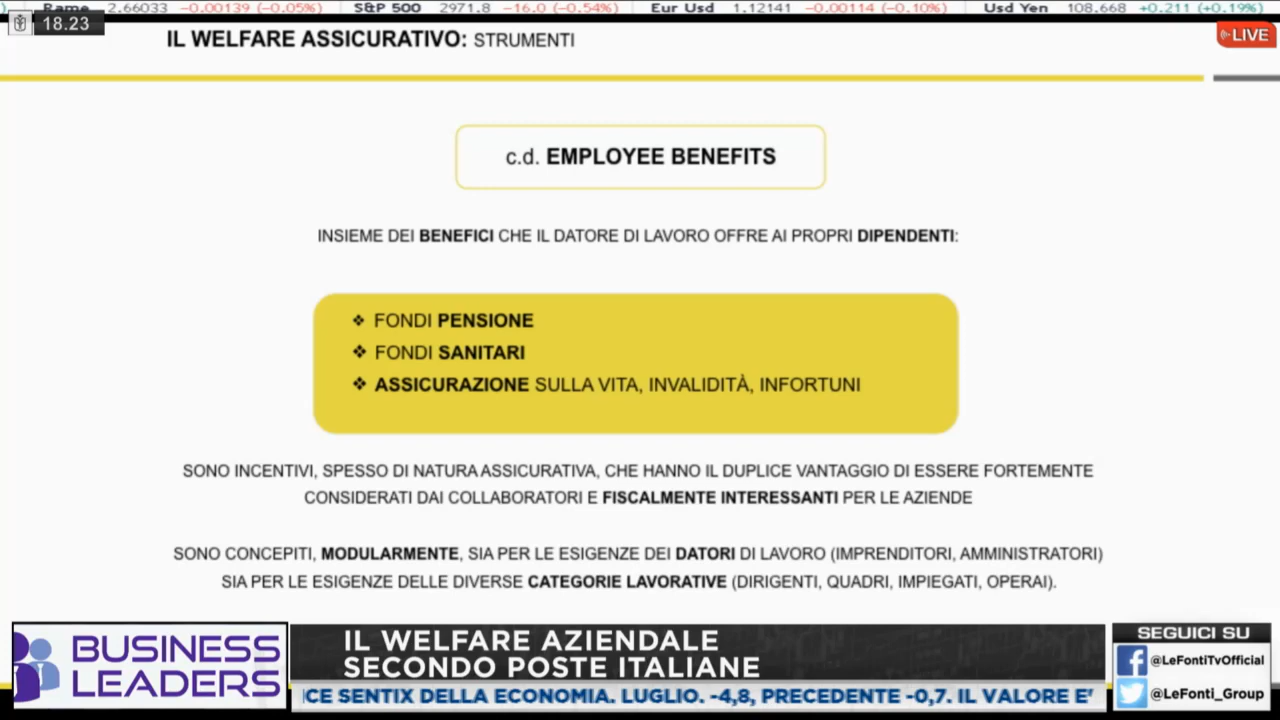 Rame 2.66033 -0.00139 (-0.05%) S&P 500 2971.8 -16.0 (-0.54%) Eur Usd 1.12141 -0.00114 (-0.10%) Usd Yen 108.668 +0.211 (+0.19%)
18.23
LIVE
IL WELFARE ASSICURATIVO: STRUMENTI
c.d. EMPLOYEE BENEFITS
INSIEME DEI BENEFICI CHE IL DATORE DI LAVORO OFFRE AI PROPRI DIPENDENTI:
❖ FONDI PENSIONE
❖ FONDI SANITARI
❖ ASSICURAZIONE SULLA VITA, INVALIDITÀ, INFORTUNI
SONO INCENTIVI, SPESSO DI NATURA ASSICURATIVA, CHE HANNO IL DUPLICE VANTAGGIO DI ESSERE FORTEMENTE
CONSIDERATI DAI COLLABORATORI E FISCALMENTE INTERESSANTI PER LE AZIENDE
SONO CONCEPITI, MODULARMENTE, SIA PER LE ESIGENZE DEI DATORI DI LAVORO (IMPRENDITORI, AMMINISTRATORI)
SIA PER LE ESIGENZE DELLE DIVERSE CATEGORIE LAVORATIVE (DIRIGENTI, QUADRI, IMPIEGATI, OPERAI).
BUSINESS
LEADERS
IL WELFARE AZIENDALE
SECONDO POSTE ITALIANE
ICE SENTIX DELLA ECONOMIA. LUGLIO. -4,8, PRECEDENTE -0,7. IL VALORE E'
SEGUICI SU
@LeFontiTvOfficial
@LeFonti_Group